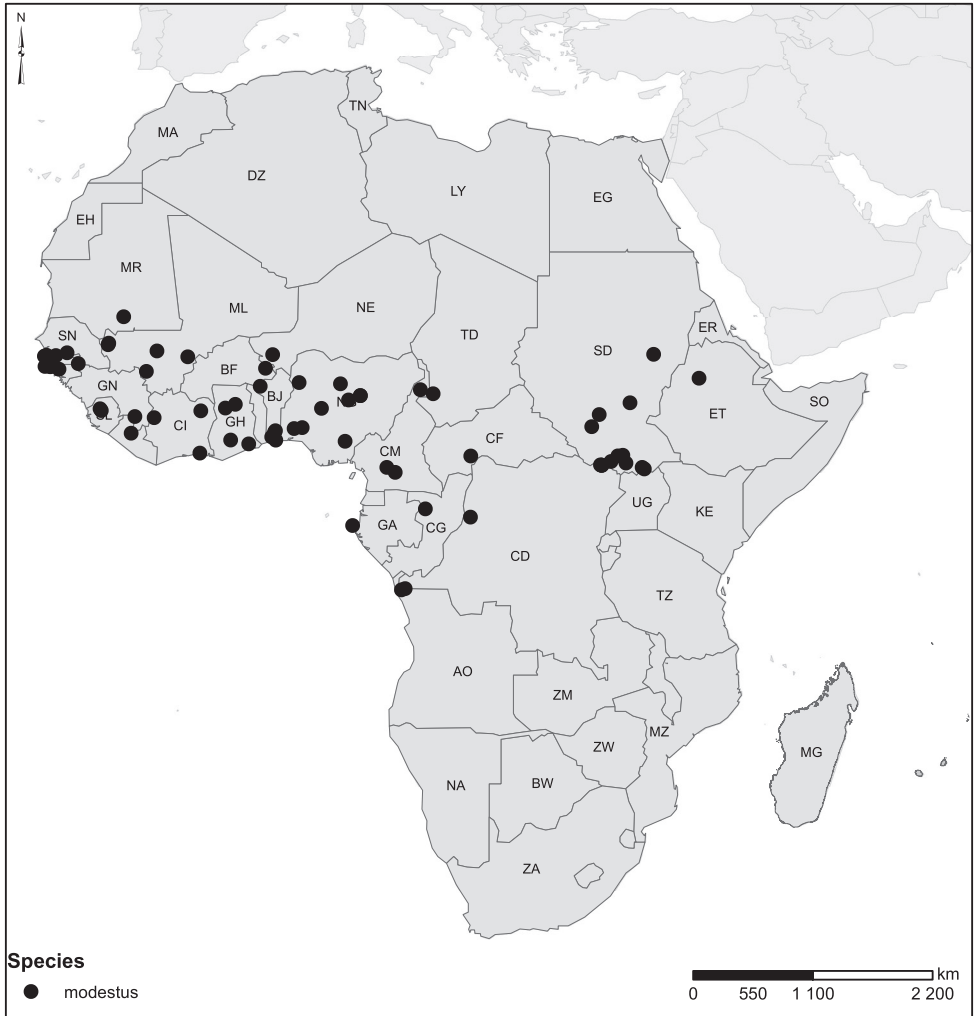 N
TN
MA
DZ
LY
EG
EH
MR
ML
NE
TD
SD
ER
SN
BF
GN
BJ
GH
CI
ET
SO
CM
CF
UG
KE
GA
CG
CD
TZ
AO
ZM
MZ
ZW
MG
NA
BW
ZA
Species
modestus
km
0 550 1 100 2 200